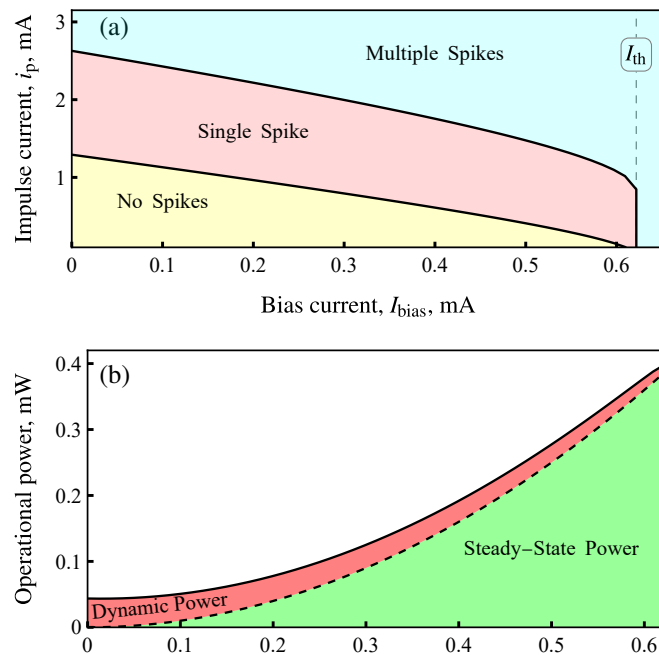 (a)
Impulse current, i_p, mA
3
2
1
Multiple Spikes
I_th
Single Spike
No Spikes
0 0.1 0.2 0.3 0.4 0.5 0.6
Bias current, I_bias, mA
(b)
Operational power, mW
0.4
0.3
0.2
0.1
0
Steady–State Power
Dynamic Power
0 0.1 0.2 0.3 0.4 0.5 0.6